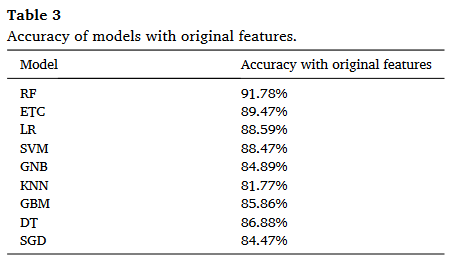 Table 3
Accuracy of models with original features.
Model Accuracy with original features
RF 91.78%
ETC 89.47%
LR 88.59%
SVM 88.47%
GNB 84.89%
KNN 81.77%
GBM 85.86%
DT 86.88%
SGD 84.47%